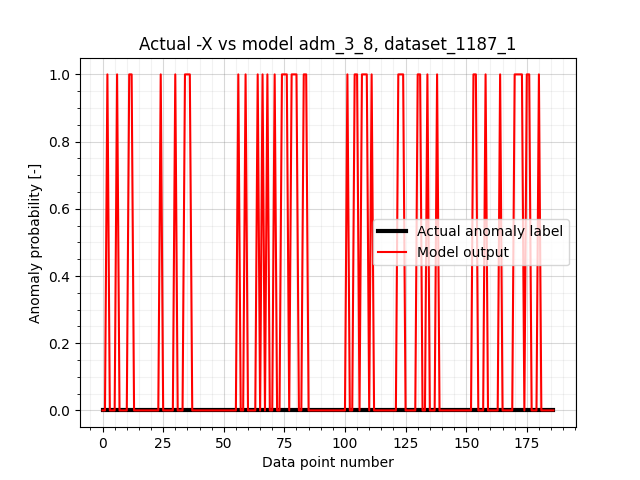 Actual -X vs model adm_3_8, dataset_1187_1
Anomaly probability [-]
1.0
0.8
0.6
0.4
0.2
0.0
Actual anomaly label
Model output
0 25 50 75 100 125 150 175
Data point number